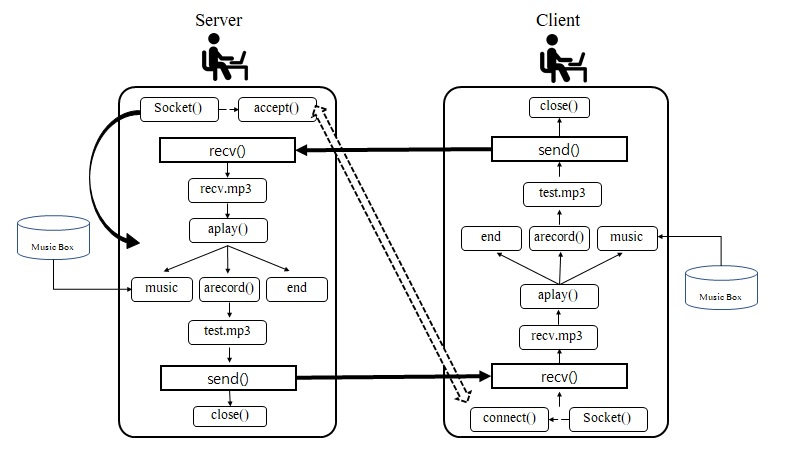 Server
Client
Socket()
accept()
recv()
recv.mp3
aplay()
Music Box
music
arecord()
end
test.mp3
send()
close()
close()
send()
test.mp3
end
arecord()
music
Music Box
aplay()
recv.mp3
recv()
connect()
Socket()